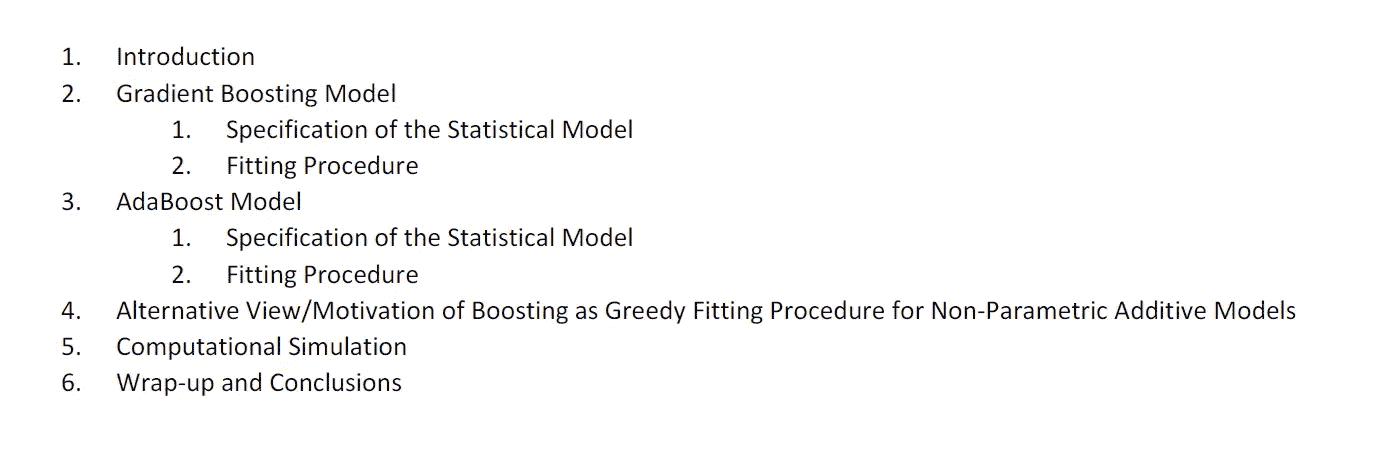 1. Introduction
2. Gradient Boosting Model
1. Specification of the Statistical Model
2. Fitting Procedure
3. AdaBoost Model
1. Specification of the Statistical Model
2. Fitting Procedure
4. Alternative View/Motivation of Boosting as Greedy Fitting Procedure for Non-Parametric Additive Models
5. Computational Simulation
6. Wrap-up and Conclusions